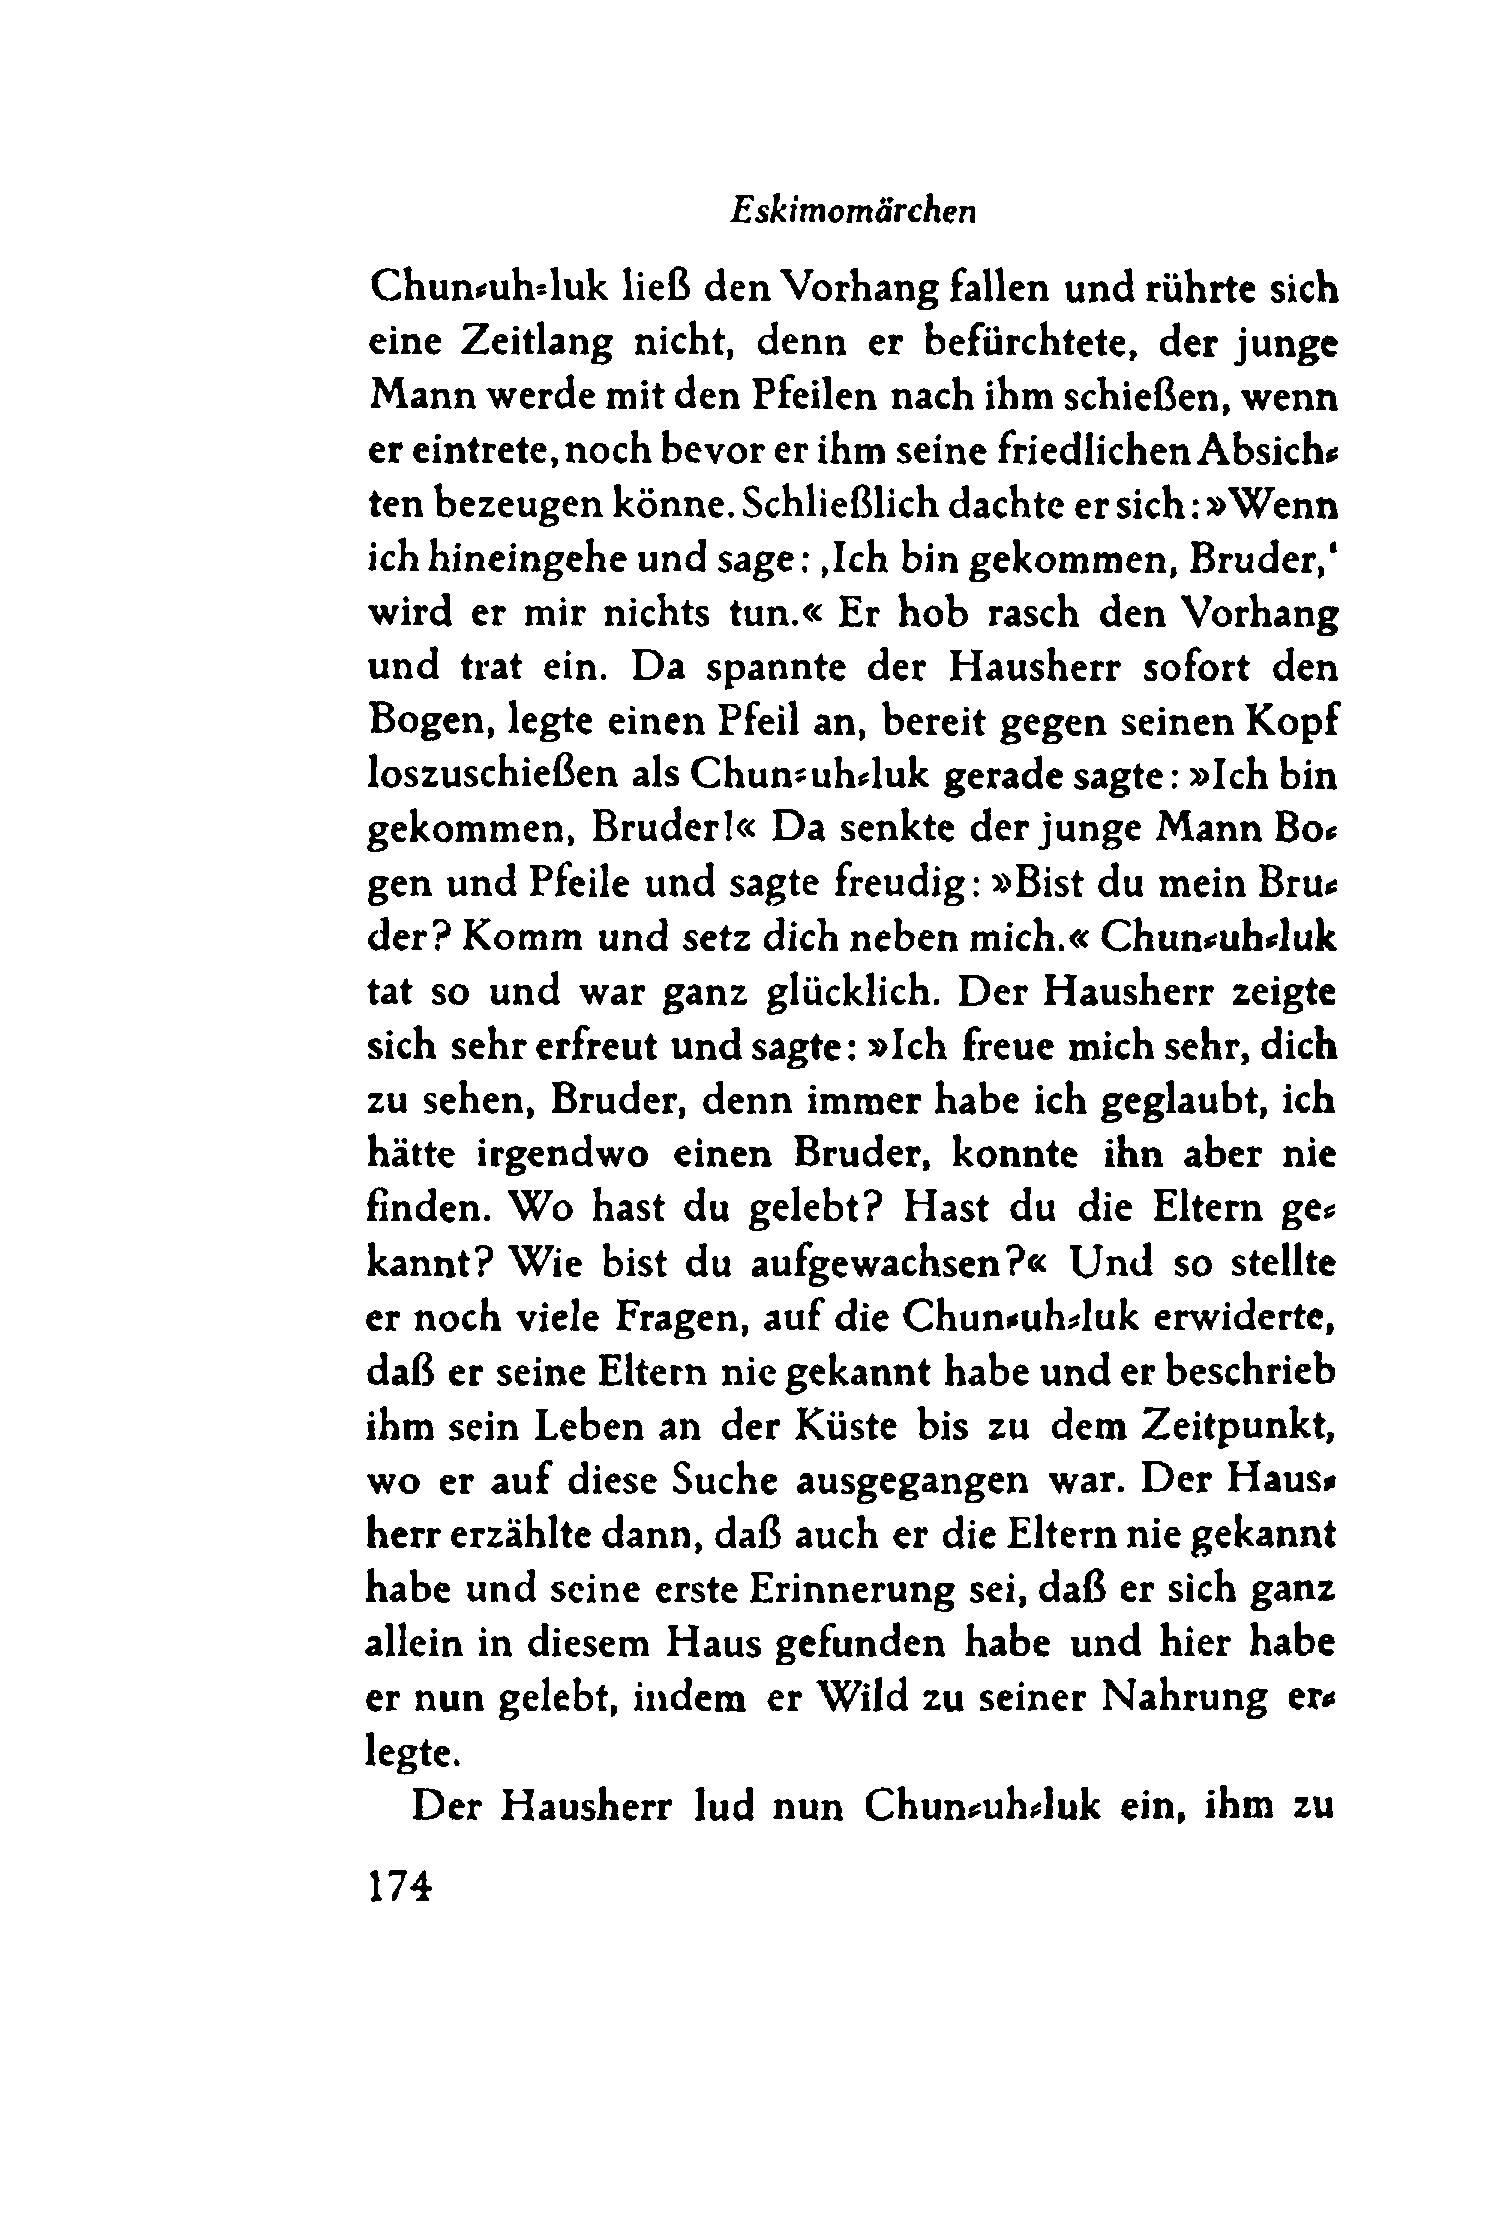 Eskimomärchen
Chun-uh-luk ließ den Vorhang fallen und rührte sich
eine Zeitlang nicht, denn er befürchtete, der junge
Mann werde mit den Pfeilen nach ihm schießen, wenn
er eintrete, noch bevor er ihm seine friedlichen Absich-
ten bezeugen könne. Schließlich dachte er sich: »Wenn
ich hineingehe und sage: ‚Ich bin gekommen, Bruder,‘
wird er mir nichts tun.« Er hob rasch den Vorhang
und trat ein. Da spannte der Hausherr sofort den
Bogen, legte einen Pfeil an, bereit gegen seinen Kopf
loszuschießen als Chun-uh-luk gerade sagte: »Ich bin
gekommen, Bruder!« Da senkte der junge Mann Bo-
gen und Pfeile und sagte freudig: »Bist du mein Bru-
der? Komm und setz dich neben mich.« Chun-uh-luk
tat so und war ganz glücklich. Der Hausherr zeigte
sich sehr erfreut und sagte: »Ich freue mich sehr, dich
zu sehen, Bruder, denn immer habe ich geglaubt, ich
hätte irgendwo einen Bruder, konnte ihn aber nie
finden. Wo hast du gelebt? Hast du die Eltern ge-
kannt? Wie bist du aufgewachsen?« Und so stellte
er noch viele Fragen, auf die Chun-uh-luk erwiderte,
daß er seine Eltern nie gekannt habe und er beschrieb
ihm sein Leben an der Küste bis zu dem Zeitpunkt,
wo er auf diese Suche ausgegangen war. Der Haus-
herr erzählte dann, daß auch er die Eltern nie gekannt
habe und seine erste Erinnerung sei, daß er sich ganz
allein in diesem Haus gefunden habe und hier habe
er nun gelebt, indem er Wild zu seiner Nahrung er-
legte.
Der Hausherr lud nun Chun-uh-luk ein, ihm zu
174